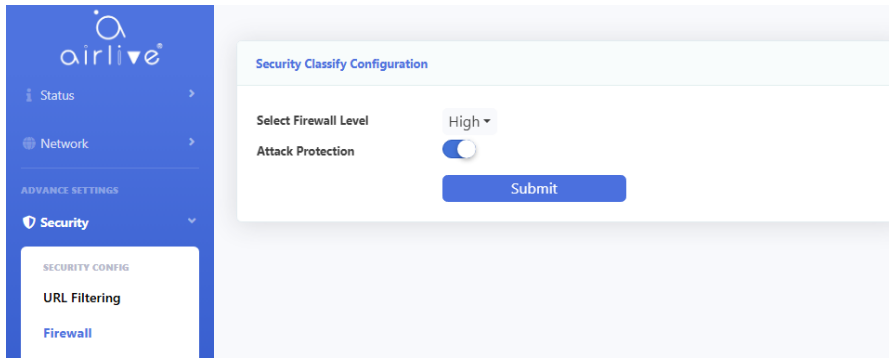 airlive®
Status
Network
ADVANCE SETTINGS
Security
SECURITY CONFIG
URL Filtering
Firewall
Security Classify Configuration
Select Firewall Level
High
Attack Protection
Submit